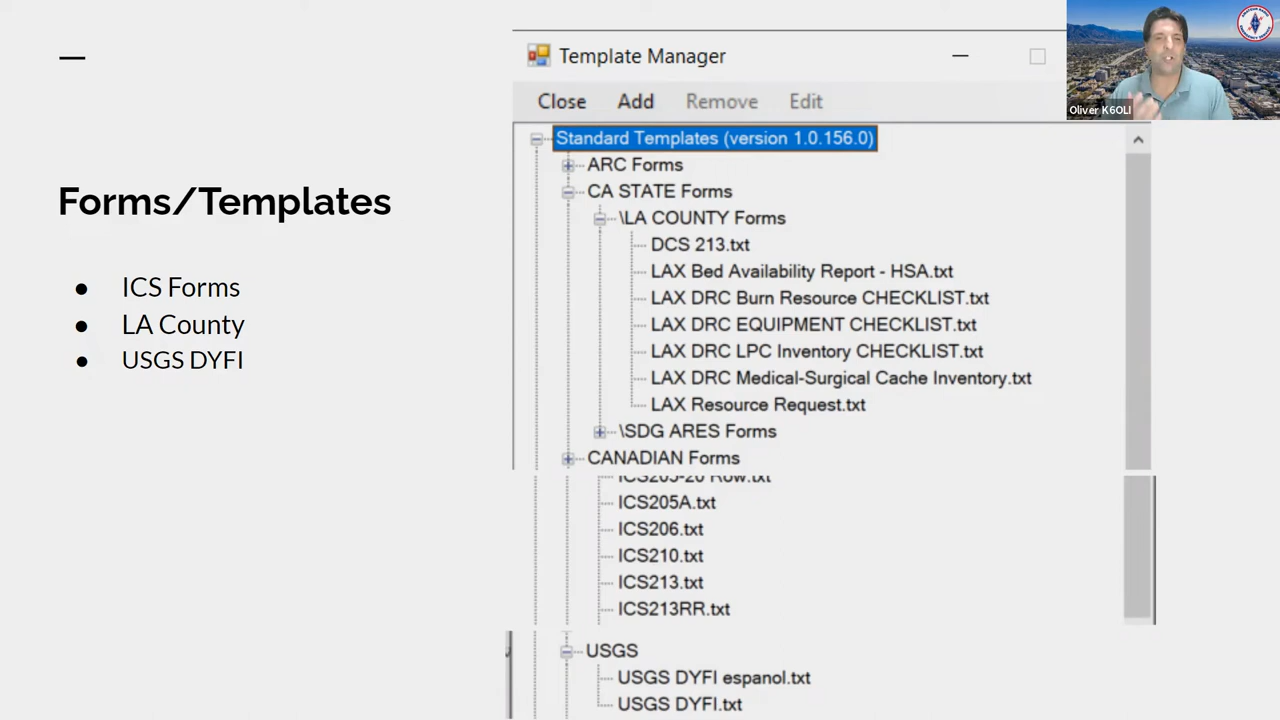 Forms/Templates
● ICS Forms
● LA County
● USGS DYFI
Template Manager
Close Add Remove Edit
Standard Templates (version 1.0.156.0)
ARC Forms
CA STATE Forms
\LA COUNTY Forms
DCS 213.txt
LAX Bed Availability Report - HSA.txt
LAX DRC Burn Resource CHECKLIST.txt
LAX DRC EQUIPMENT CHECKLIST.txt
LAX DRC LPC Inventory CHECKLIST.txt
LAX DRC Medical-Surgical Cache Inventory.txt
LAX Resource Request.txt
\SDG ARES Forms
CANADIAN Forms
ICS205-20 Row.txt
ICS205A.txt
ICS206.txt
ICS210.txt
ICS213.txt
ICS213RR.txt
USGS
USGS DYFI espanol.txt
USGS DYFI.txt
Oliver K6OLI